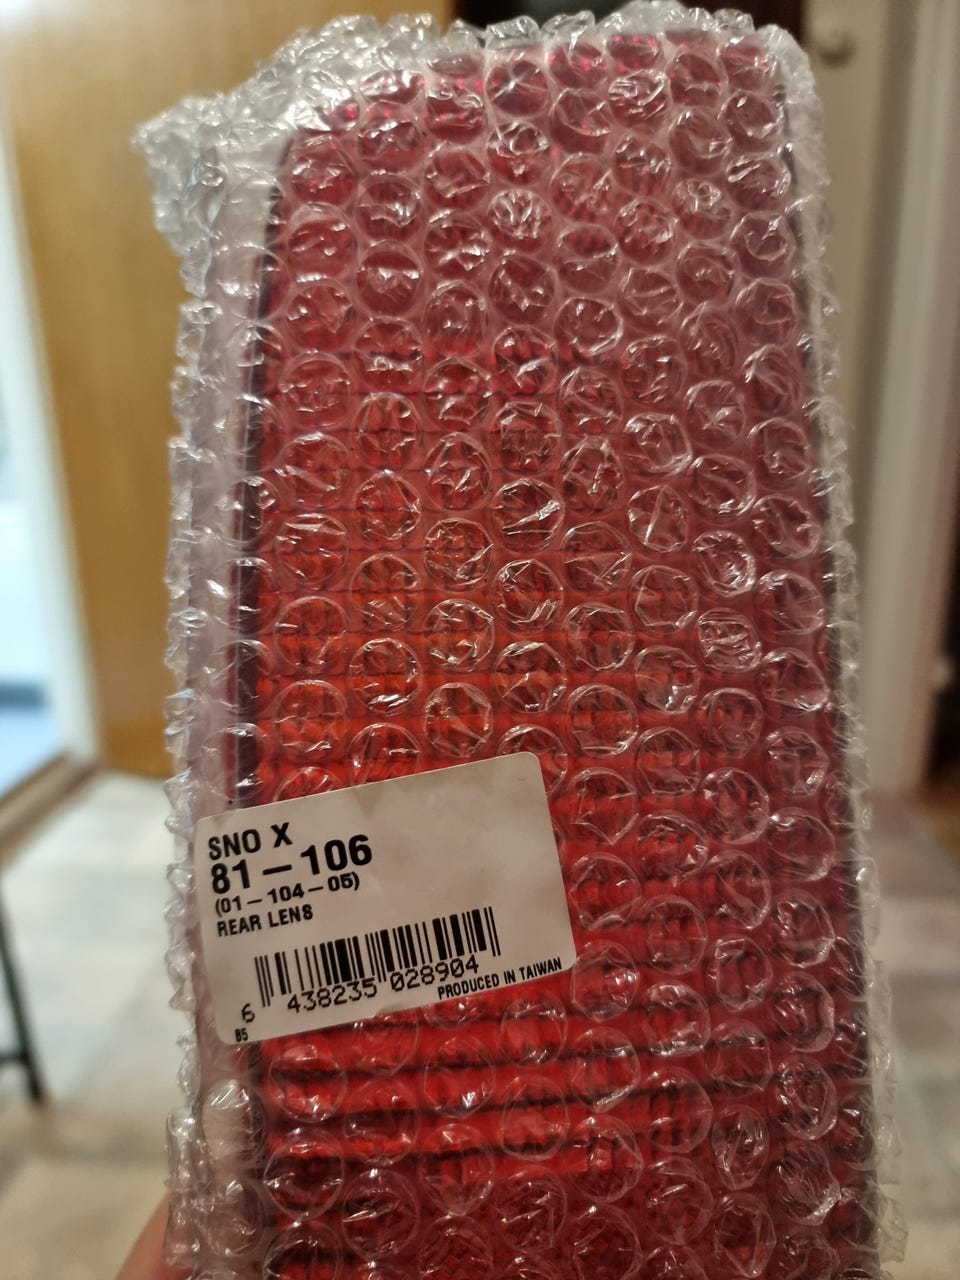 SNO X
81-106
(01-104-05)
REAR LENS
6 438235 028904
PRODUCED IN TAIWAN
B5